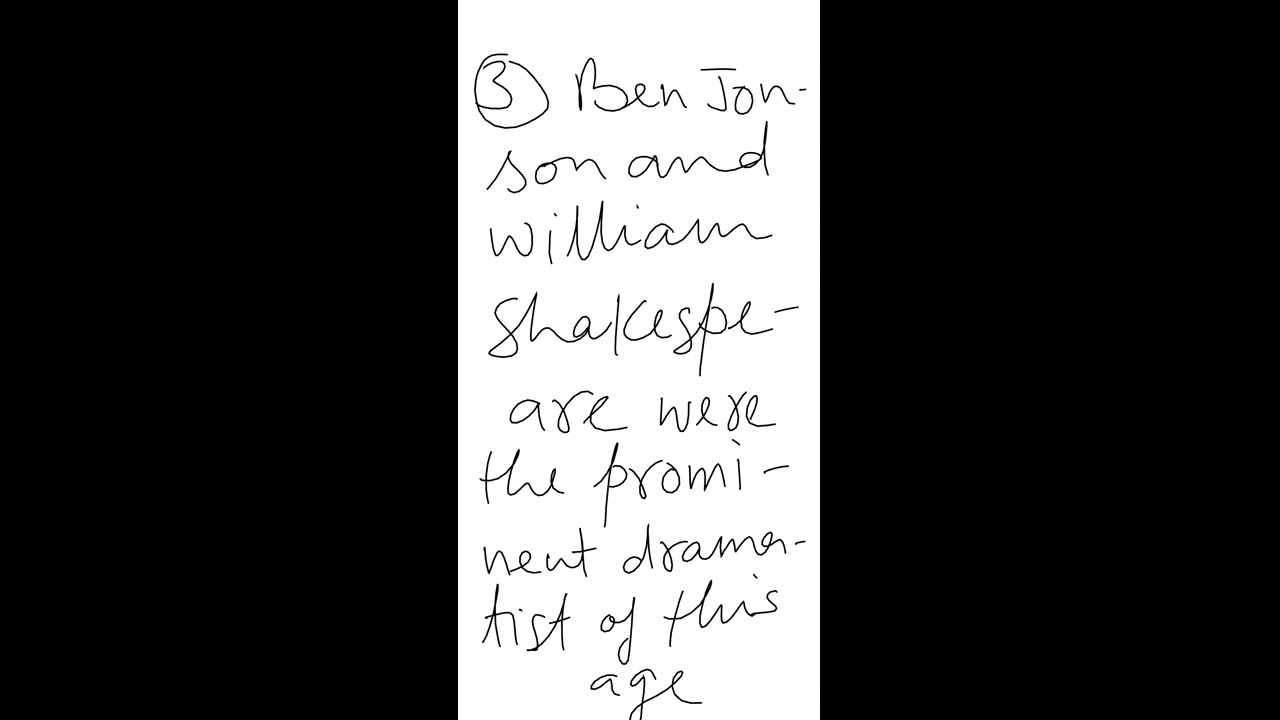 ③ Ben Jon-
son and
william
Shakespe-
are were
the promi-
nent drama-
tist of this
age